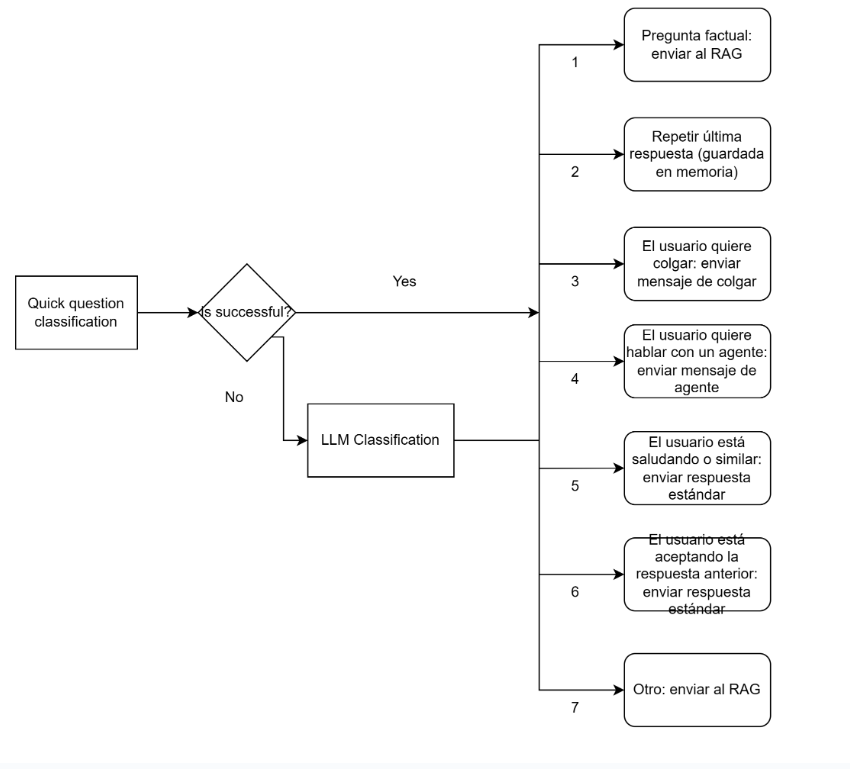 Quick question
classification
Is successful?
Yes
No
LLM Classification
1
Pregunta factual:
enviar al RAG
2
Repetir última
respuesta (guardada
en memoria)
3
El usuario quiere
colgar: enviar
mensaje de colgar
4
El usuario quiere
hablar con un agente:
enviar mensaje de
agente
5
El usuario está
saludando o similar:
enviar respuesta
estándar
6
El usuario está
aceptando la
respuesta anterior:
enviar respuesta
estándar
7
Otro: enviar al RAG